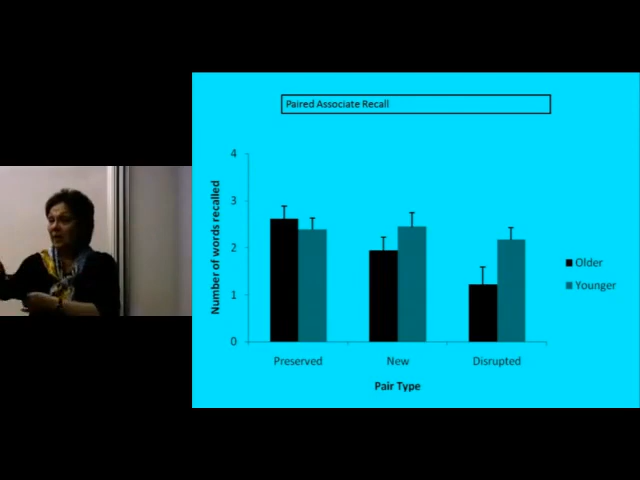 Paired Associate Recall
4
3
2
1
0
Number of words recalled
Preserved
New
Disrupted
Pair Type
Older
Younger